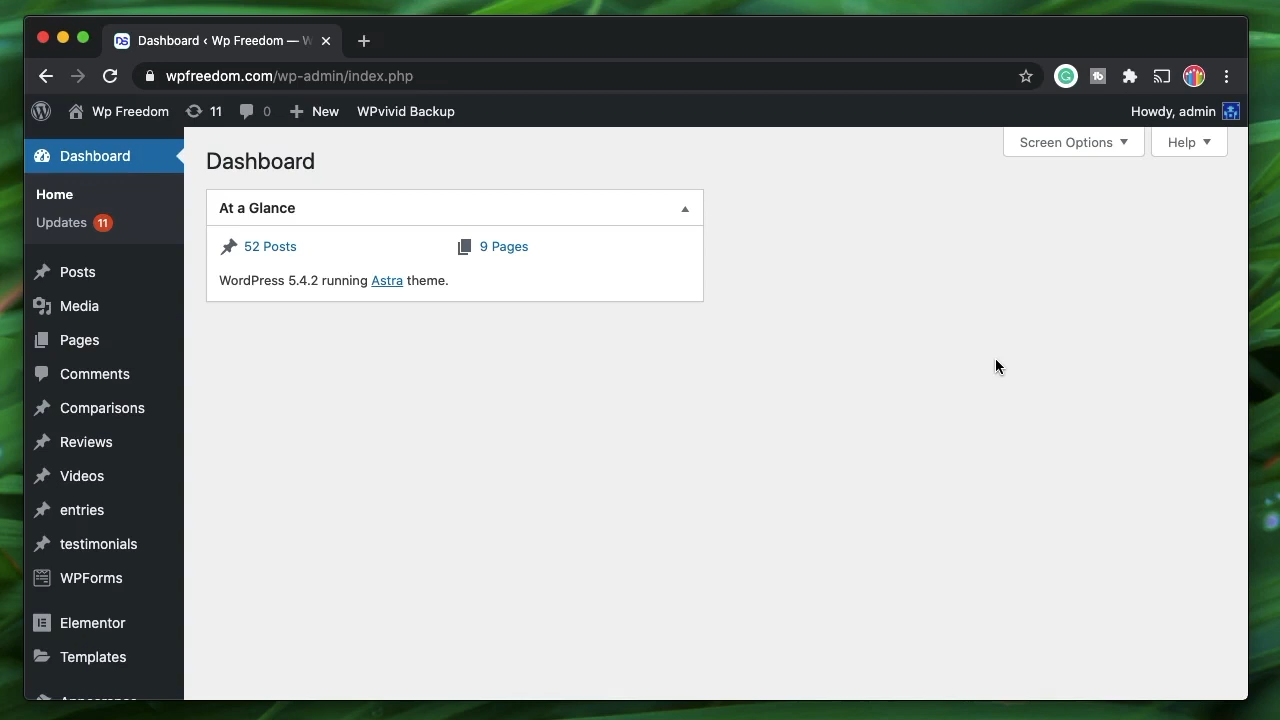 Dashboard ‹ Wp Freedom — W
wpfreedom.com/wp-admin/index.php
Wp Freedom 11 0 New WPvivid Backup Howdy, admin
Screen Options Help
Dashboard
Home
Updates 11
Posts
Media
Pages
Comments
Comparisons
Reviews
Videos
entries
testimonials
WPForms
Elementor
Templates
Appearance
Dashboard
At a Glance
52 Posts 9 Pages
WordPress 5.4.2 running Astra theme.